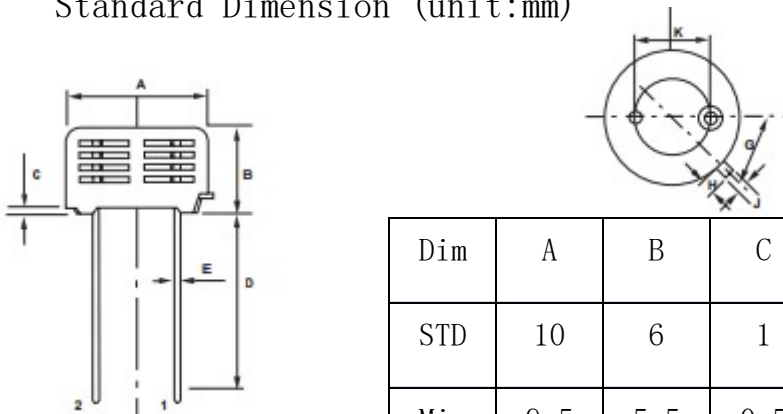 Standard Dimension (unit:mm)
K
A
C
B
G
H
J
E
D
2
1
Dim A B C
STD 10 6 1